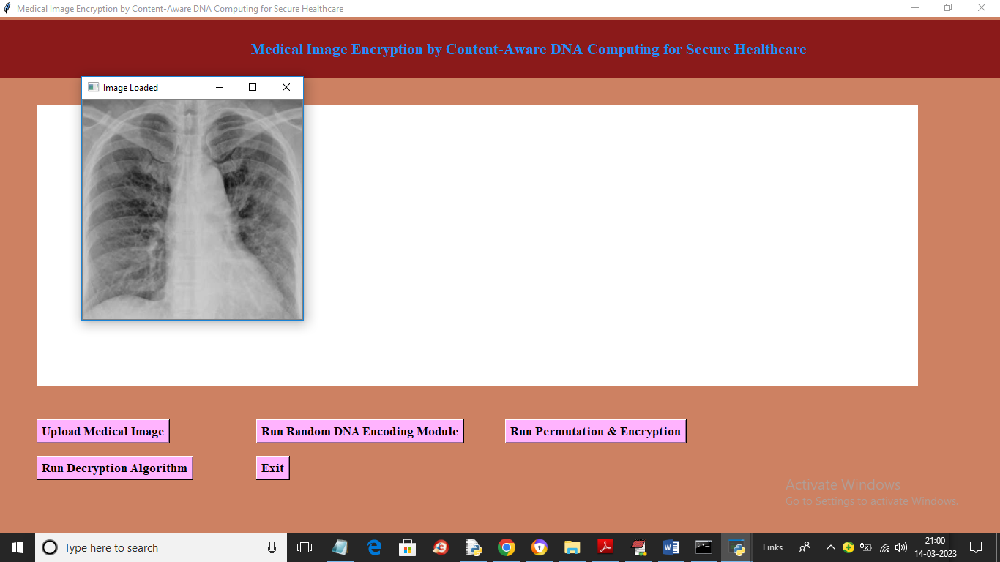 Medical Image Encryption by Content-Aware DNA Computing for Secure Healthcare
Medical Image Encryption by Content-Aware DNA Computing for Secure Healthcare
Image Loaded
Upload Medical Image
Run Random DNA Encoding Module
Run Permutation & Encryption
Run Decryption Algorithm
Exit
Activate Windows
Go to Settings to activate Windows.
Type here to search
Links
21:00
14-03-2023